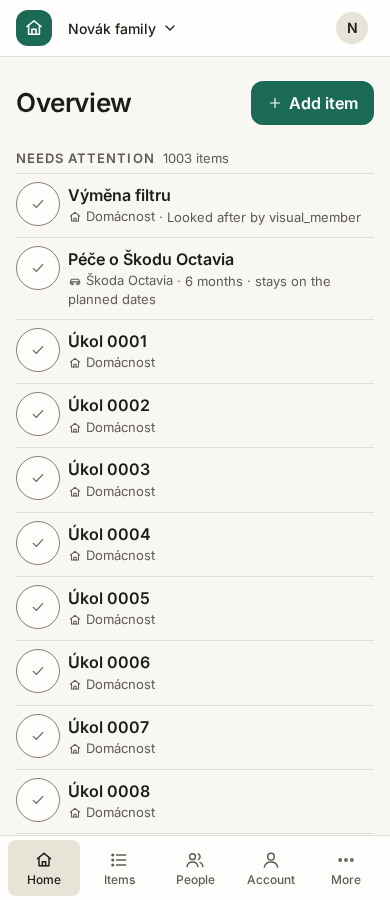 Novák family
N
Overview
Add item
NEEDS ATTENTION 1003 items
Výměna filtru
Domácnost · Looked after by visual_member
Péče o Škodu Octavia
Škoda Octavia · 6 months · stays on the
planned dates
Úkol 0001
Domácnost
Úkol 0002
Domácnost
Úkol 0003
Domácnost
Úkol 0004
Domácnost
Úkol 0005
Domácnost
Úkol 0006
Domácnost
Úkol 0007
Domácnost
Úkol 0008
Domácnost
Home Items People Account More